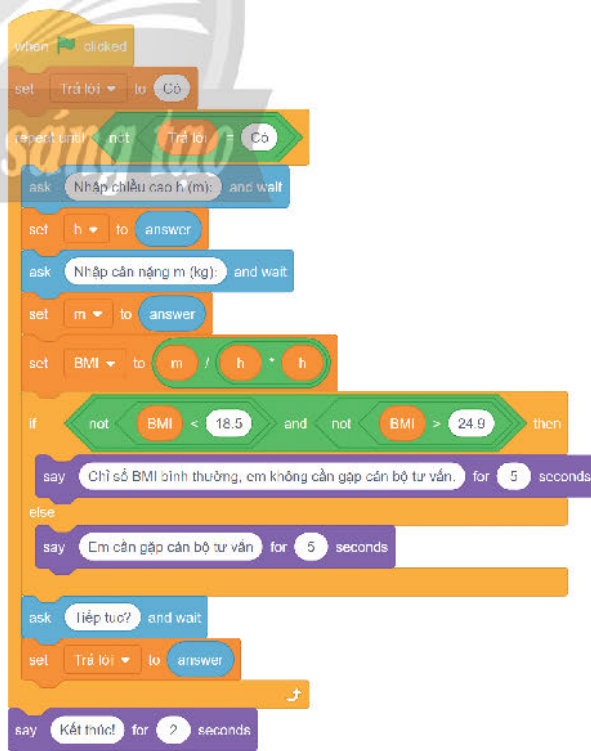 when clicked
set Trả lời to Có
repeat until not Trả lời = Có
sáng tạo
ask Nhập chiều cao h (m): and wait
set h to answer
ask Nhập cân nặng m (kg): and wait
set m to answer
set BMI to m / h * h
if not BMI < 18.5 and not BMI > 24.9 then
say Chỉ số BMI bình thường, em không cần gặp cán bộ tư vấn. for 5 seconds
else
say Em cần gặp cán bộ tư vấn for 5 seconds
ask Tiếp tuc? and wait
set Trả lời to answer
say Kết thúc! for 2 seconds